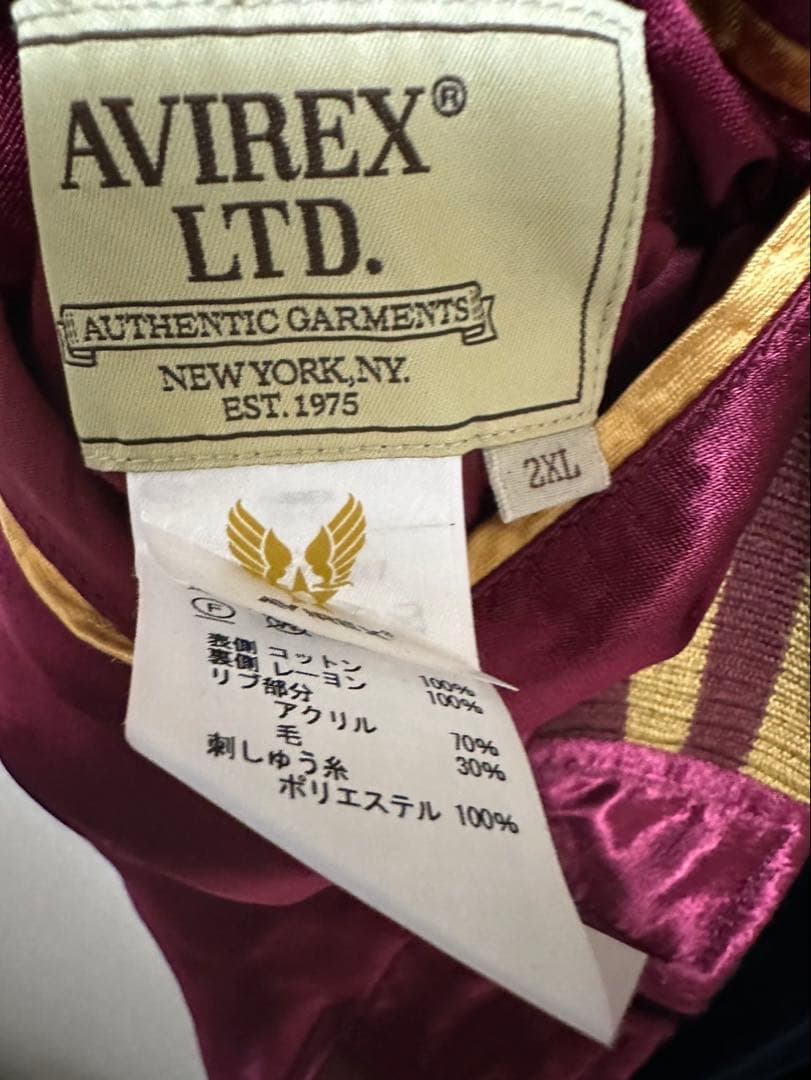 AVIREX®
LTD.
AUTHENTIC GARMENTS
NEW YORK, NY.
EST. 1975
2XL
AVIREX
F
表側 コットン 100%
裏側 レーヨン 100%
リブ部分
アクリル 70%
毛 30%
刺しゅう糸
ポリエステル 100%